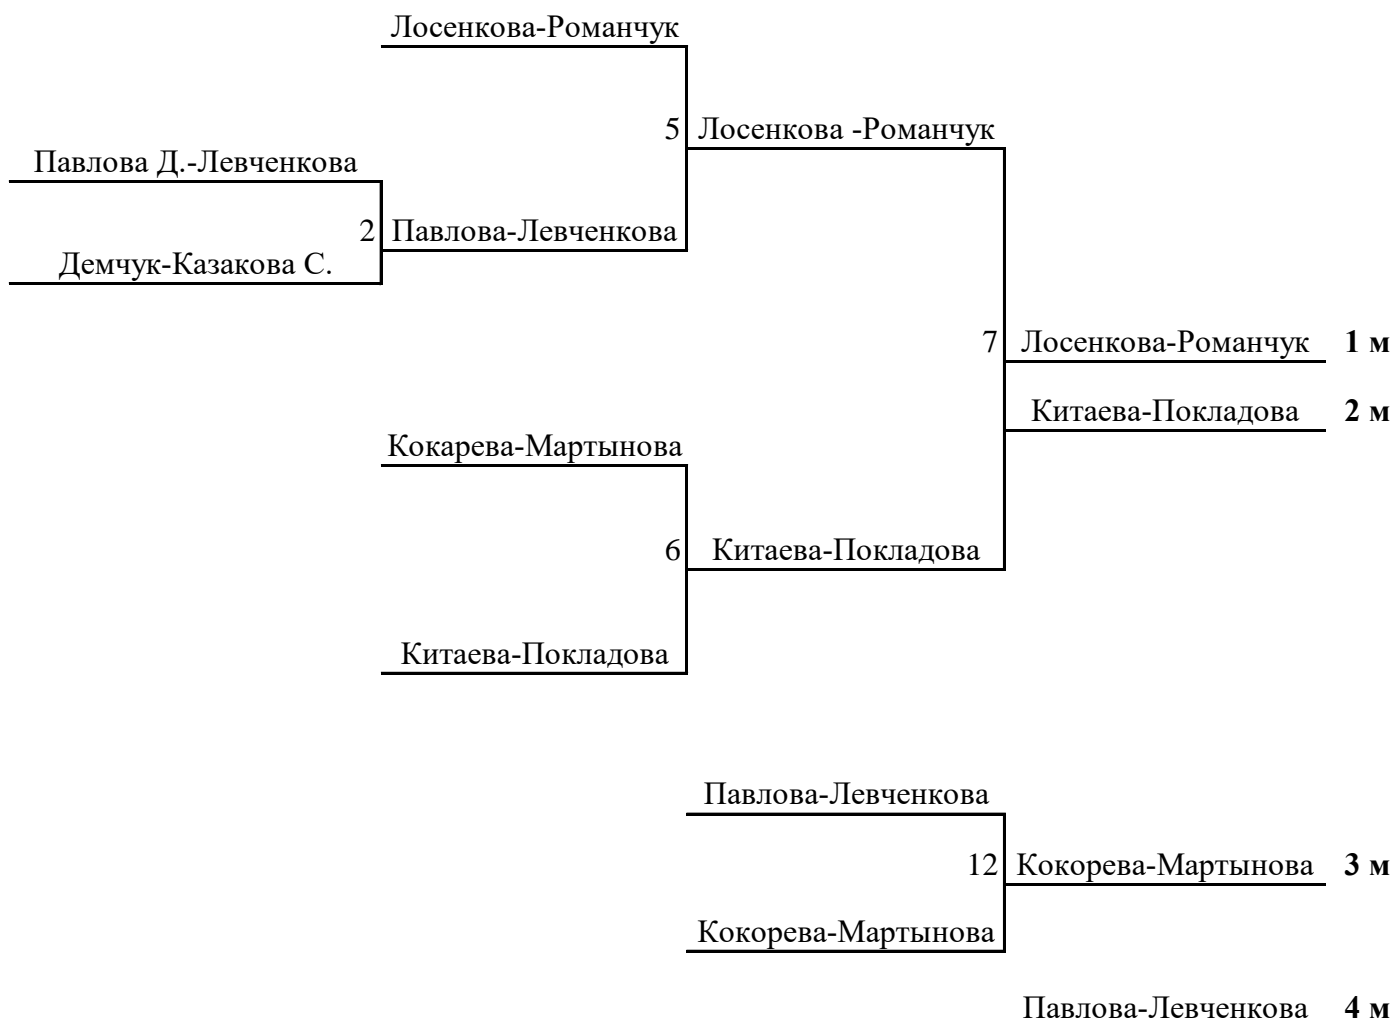 Лосенкова-Романчук
5 Лосенкова -Романчук
Павлова Д.-Левченкова
2 Павлова-Левченкова
Демчук-Казакова С.
7 Лосенкова-Романчук 1 м
Китаева-Покладова 2 м
Кокарева-Мартынова
6 Китаева-Покладова
Китаева-Покладова
Павлова-Левченкова
12 Кокорева-Мартынова 3 м
Кокорева-Мартынова
Павлова-Левченкова 4 м